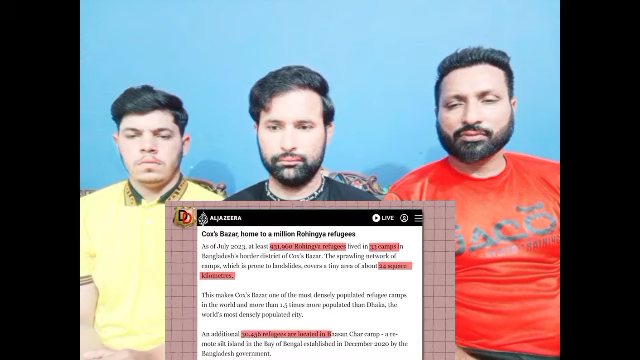 DD
ALJAZEERA
LIVE
Cox's Bazar, home to a million Rohingya refugees
As of July 2023, at least 931,960 Rohingya refugees lived in 33 camps in
Bangladesh's border district of Cox's Bazar. The sprawling network of
camps, which is prone to landslides, covers a tiny area of about 24 square
kilometres.
This makes Cox's Bazar one of the most densely populated refugee camps
in the world and more than 1.5 times more populated than Dhaka, the
world's most densely populated city.
An additional 30,456 refugees are located in Bhasan Char camp - a re-
mote silt island in the Bay of Bengal established in December 2020 by the
Bangladesh government.
TRAINING